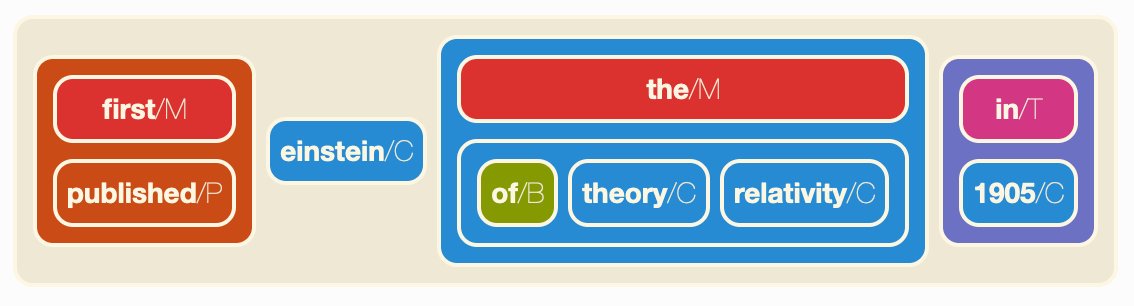 first/M
published/P
einstein/C
the/M
of/B theory/C relativity/C
in/T
1905/C